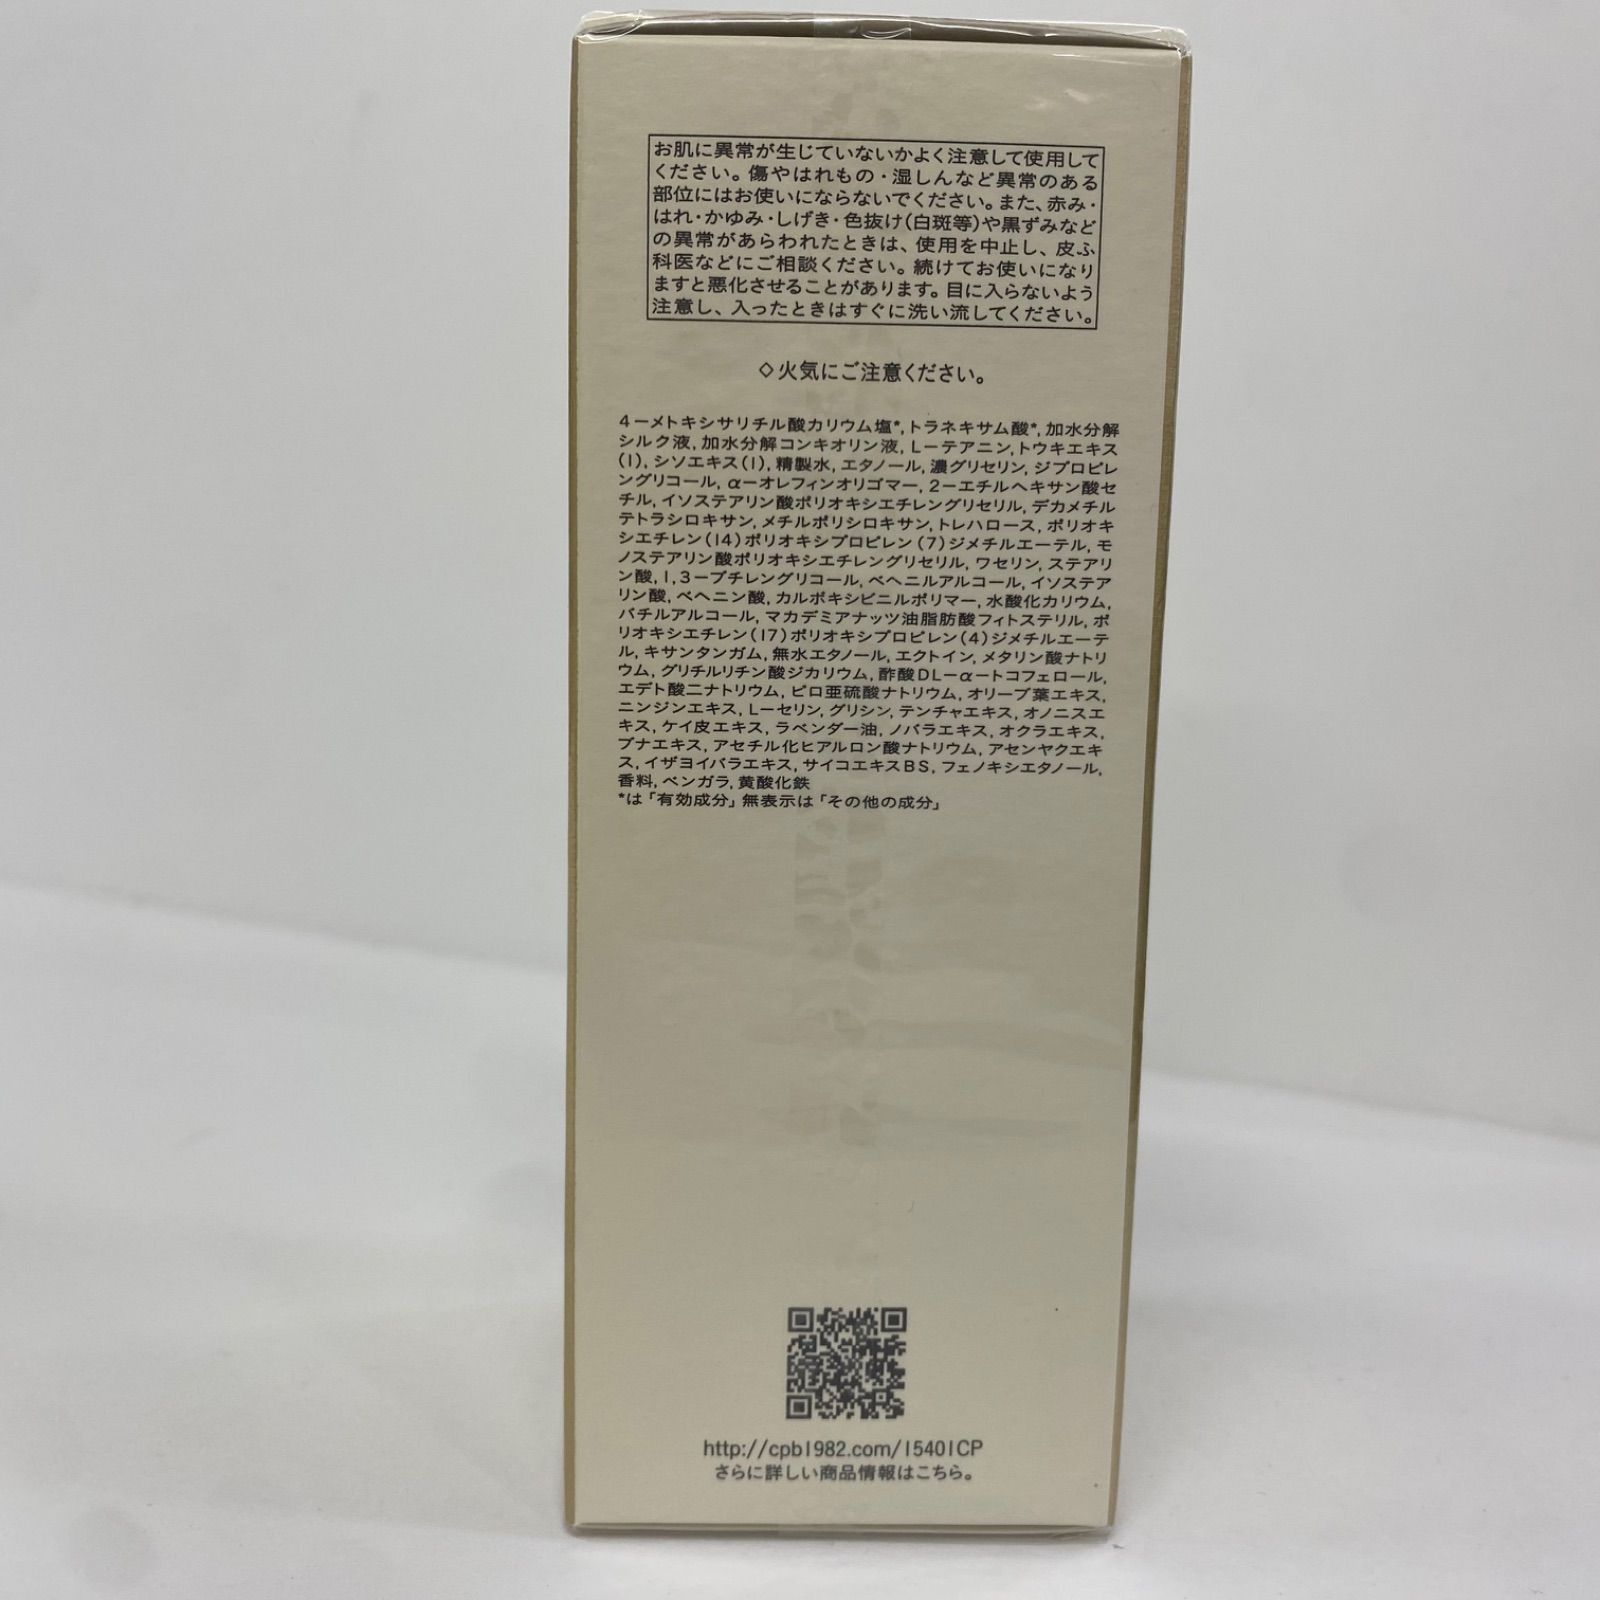 お肌に異常が生じていないかよく注意して使用して
ください。傷やはれもの・湿しんなど異常のある
部位にはお使いにならないでください。また、赤み・
はれ・かゆみ・しげき・色抜け(白斑等)や黒ずみなど
の異常があらわれたときは、使用を中止し、皮ふ
科医などにご相談ください。続けてお使いになり
ますと悪化させることがあります。目に入らないよう
注意し、入ったときはすぐに洗い流してください。
◇火気にご注意ください。
4ーメトキシサリチル酸カリウム塩*,トラネキサム酸*,加水分解
シルク液,加水分解コンキオリン液,Lーテアニン,トウキエキス
(1),シソエキス(1),精製水,エタノール,濃グリセリン,ジプロピレ
ングリコール,αーオレフィンオリゴマー,2ーエチルヘキサン酸セ
チル,イソステアリン酸ポリオキシエチレングリセリル,デカメチル
テトラシロキサン,メチルポリシロキサン,トレハロース,ポリオキ
シエチレン(14)ポリオキシプロピレン(7)ジメチルエーテル,モ
ノステアリン酸ポリオキシエチレングリセリル,ワセリン,ステアリ
ン酸,1,3ーブチレングリコール,ベヘニルアルコール,イソステア
リン酸,ベヘニン酸,カルボキシビニルポリマー,水酸化カリウム,
バチルアルコール,マカデミアナッツ油脂肪酸フィトステリル,ポ
リオキシエチレン(17)ポリオキシプロピレン(4)ジメチルエーテ
ル,キサンタンガム,無水エタノール,エクトイン,メタリン酸ナトリ
ウム,グリチルリチン酸ジカリウム,酢酸DLーαートコフェロール,
エデト酸二ナトリウム,ピロ亜硫酸ナトリウム,オリーブ葉エキス,
ニンジンエキス,Lーセリン,グリシン,テンチャエキス,オノニスエ
キス,ケイ皮エキス,ラベンダー油,ノバラエキス,オクラエキス,
ブナエキス,アセチル化ヒアルロン酸ナトリウム,アセンヤクエキ
ス,イザヨイバラエキス,サイコエキスBS,フェノキシエタノール,
香料,ベンガラ,黄酸化鉄
*は「有効成分」無表示は「その他の成分」
http://cpb1982.com/15401CP
さらに詳しい商品情報はこちら。